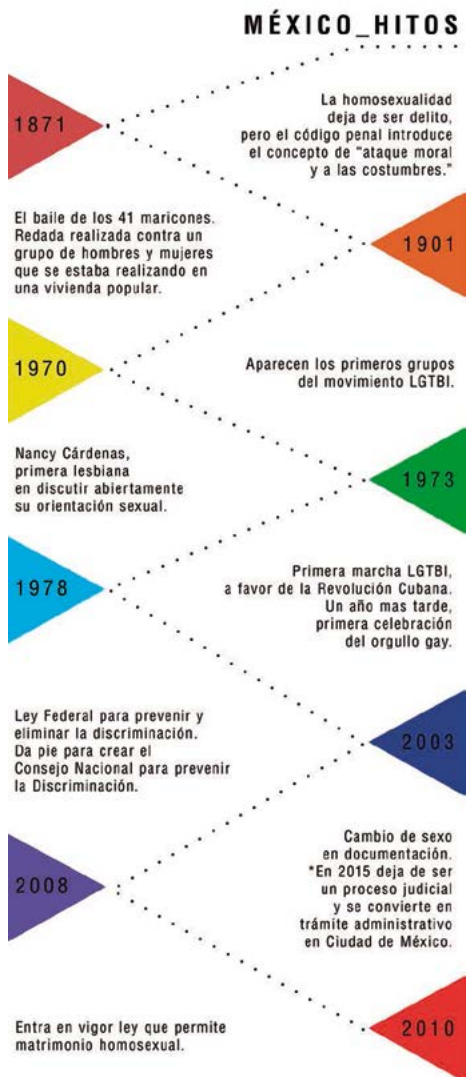 MÉXICO_HITOS
1871
La homosexualidad
deja de ser delito,
pero el código penal introduce
el concepto de "ataque moral
y a las costumbres."
El baile de los 41 maricones.
Redada realizada contra un
grupo de hombres y mujeres
que se estaba realizando en
una vivienda popular.
1901
1970
Aparecen los primeros grupos
del movimiento LGTBI.
Nancy Cárdenas,
primera lesbiana
en discutir abiertamente
su orientación sexual.
1973
1978
Primera marcha LGTBI,
a favor de la Revolución Cubana.
Un año mas tarde,
primera celebración
del orgullo gay.
Ley Federal para prevenir y
eliminar la discriminación.
Da pie para crear el
Consejo Nacional para prevenir
la Discriminación.
2003
2008
Cambio de sexo
en documentación.
*En 2015 deja de ser
un proceso judicial
y se convierte en
trámite administrativo
en Ciudad de México.
Entra en vigor ley que permite
matrimonio homosexual.
2010